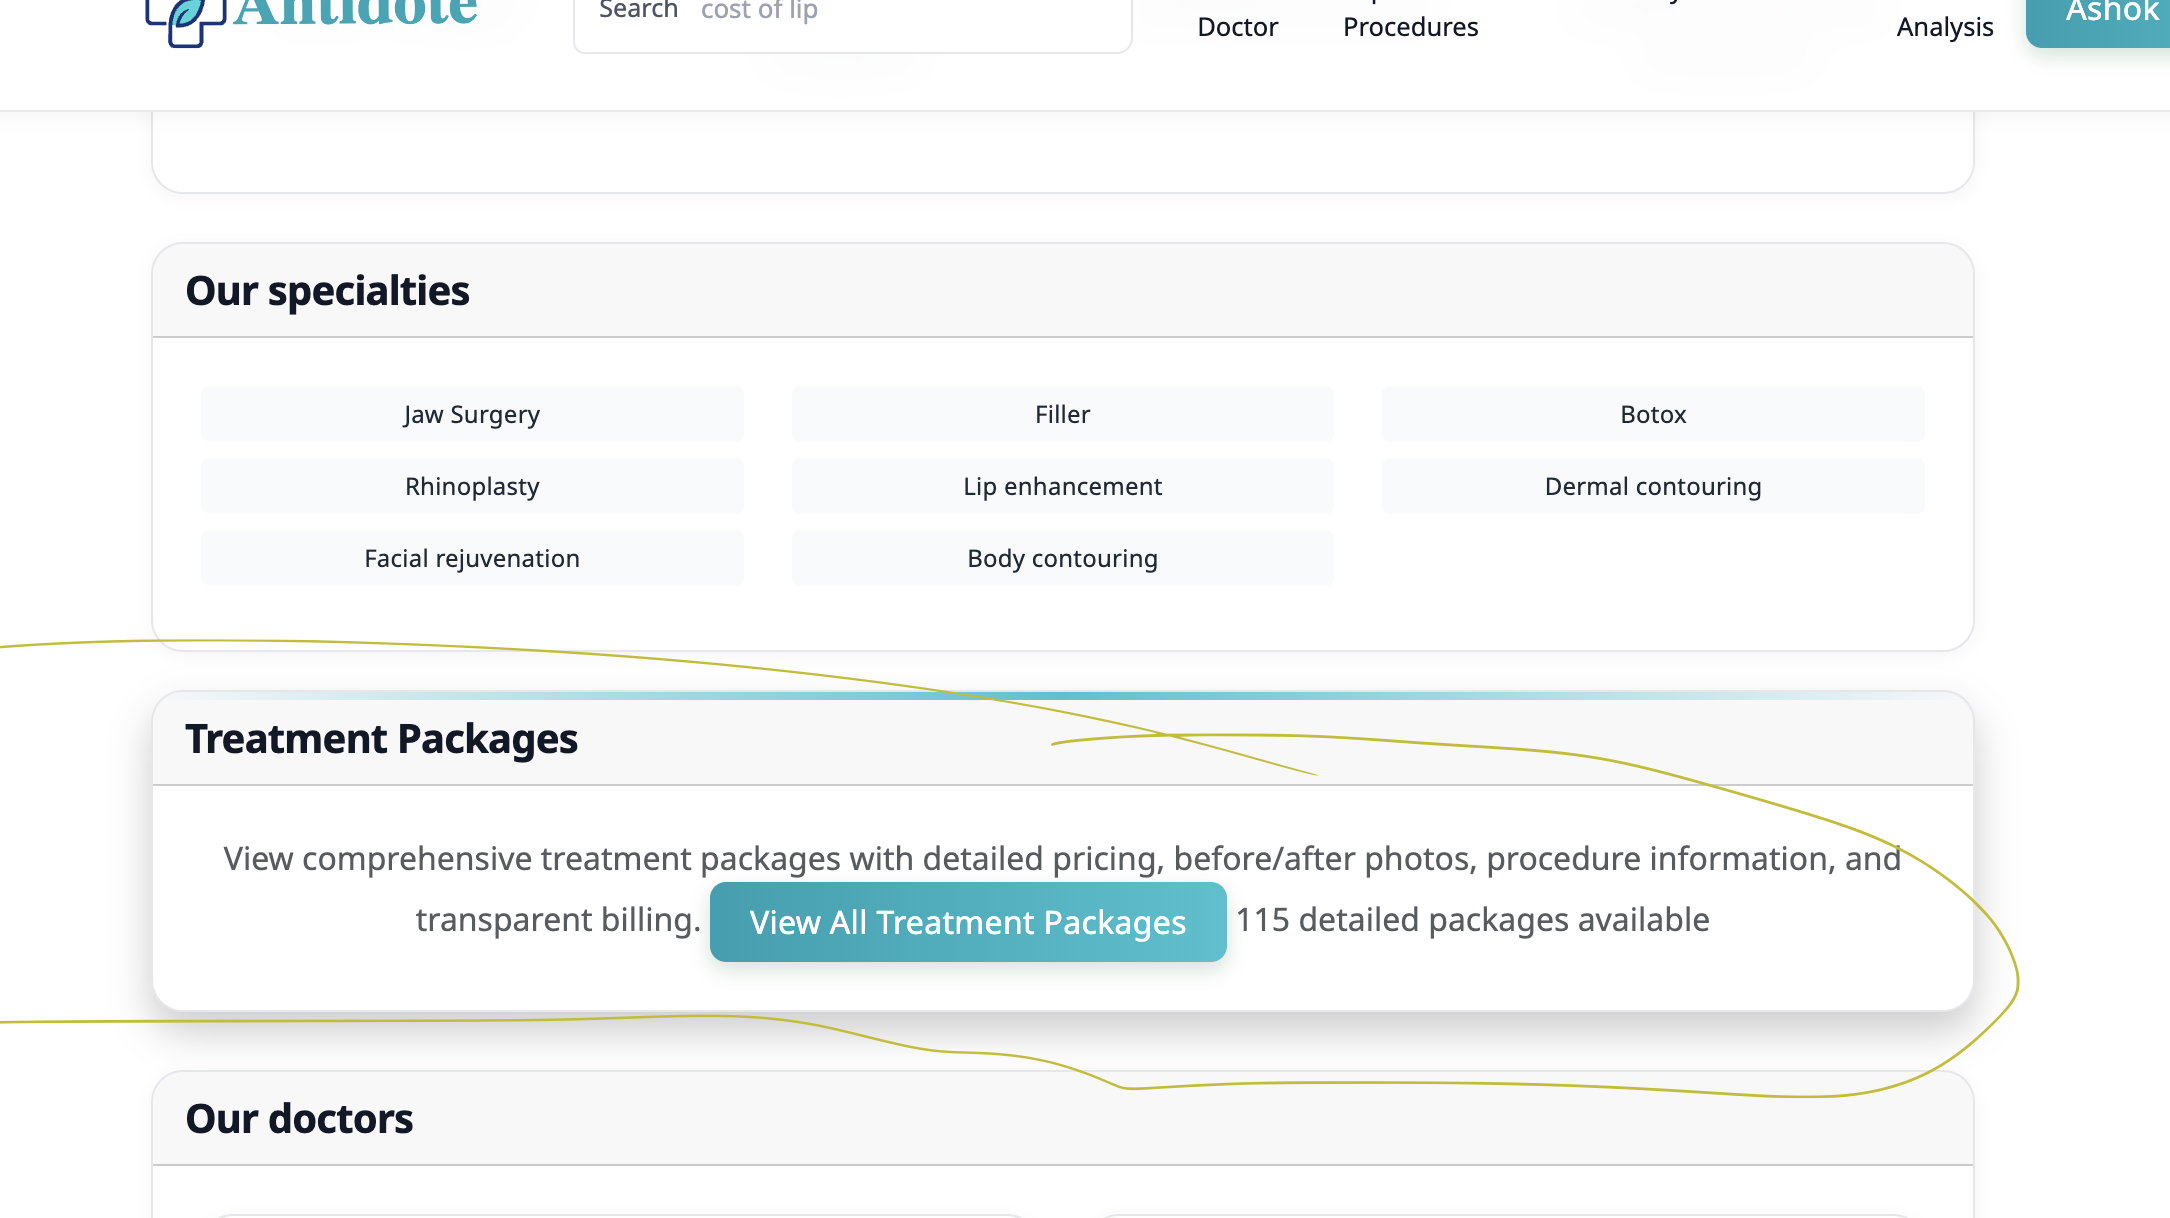 Antidote
Search cost of lip
Doctor
Procedures
Analysis
Ashok
Our specialties
Jaw Surgery
Filler
Botox
Rhinoplasty
Lip enhancement
Dermal contouring
Facial rejuvenation
Body contouring
Treatment Packages
View comprehensive treatment packages with detailed pricing, before/after photos, procedure information, and
transparent billing. View All Treatment Packages 115 detailed packages available
Our doctors